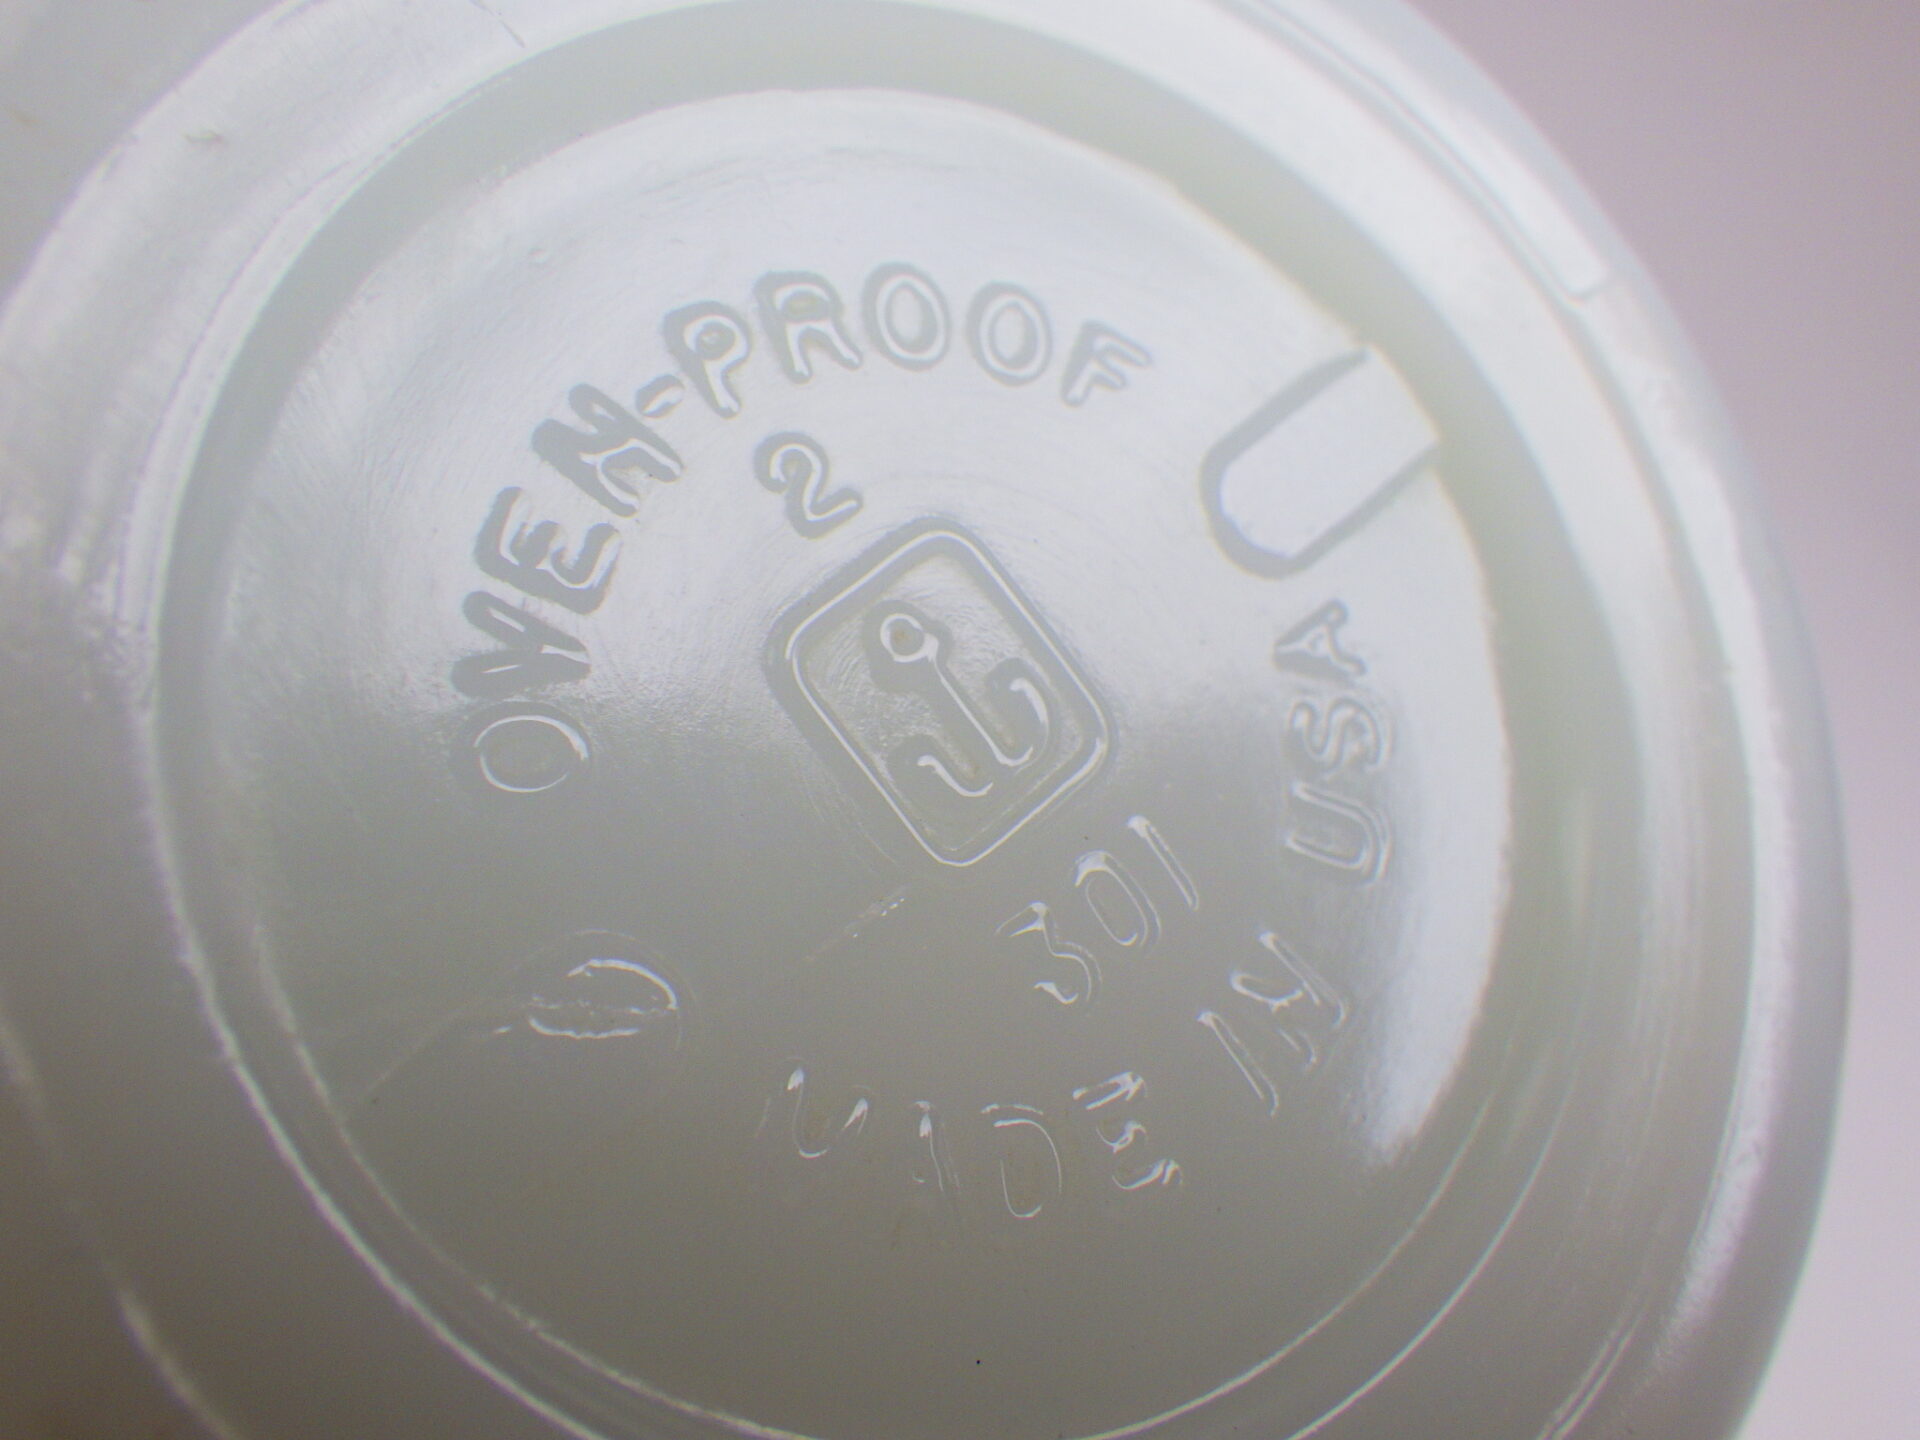 OVEN-PROOF
2
301
MADE IN USA